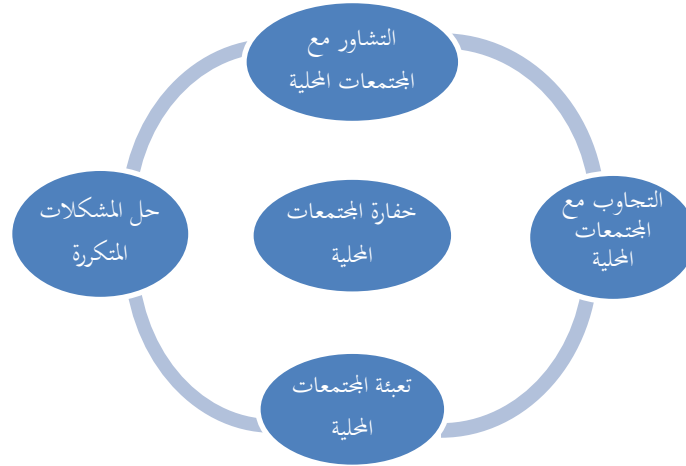 التشاور مع
المجتمعات المحلية
التجاوب مع
المجتمعات
المحلية
خفارة المجتمعات
المحلية
حل المشكلات
المتكررة
تعبئة المجتمعات
المحلية